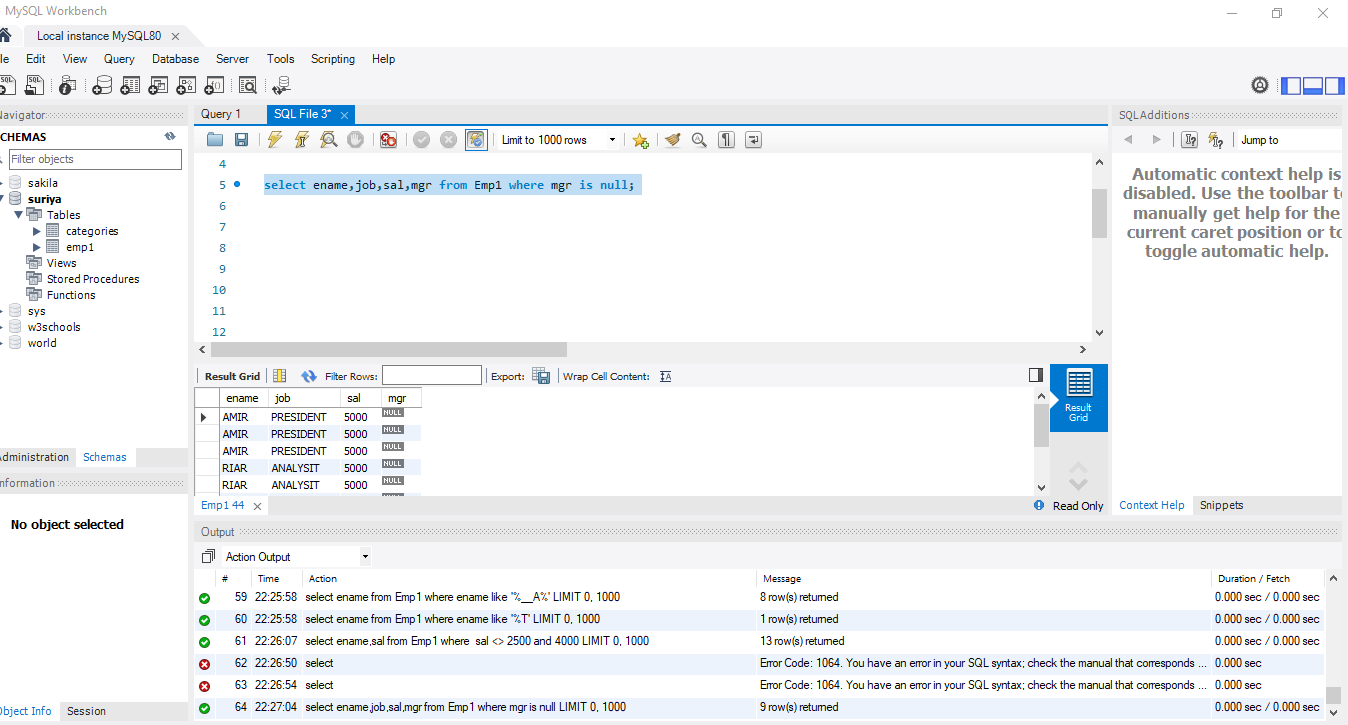 MySQL Workbench
Local instance MySQL80
le Edit View Query Database Server Tools Scripting Help
Navigator
CHEMAS
Filter objects
sakila
suriya
Tables
categories
emp1
Views
Stored Procedures
Functions
sys
w3schools
world
Administration Schemas
nformation
No object selected
Object Info Session
Query 1 SQL File 3*
Limit to 1000 rows
4
5 select ename,job,sal,mgr from Emp1 where mgr is null;
6
7
8
9
10
11
12
Result Grid Filter Rows: Export: Wrap Cell Content:
ename job sal mgr
AMIR PRESIDENT 5000 NULL
AMIR PRESIDENT 5000 NULL
AMIR PRESIDENT 5000 NULL
RIAR ANALYSIT 5000 NULL
RIAR ANALYSIT 5000 NULL
Result
Grid
Emp1 44
Read Only
SQLAdditions
Jump to
Automatic context help is
disabled. Use the toolbar to
manually get help for the
current caret position or to
toggle automatic help.
Context Help Snippets
Output
Action Output
# Time Action Message Duration / Fetch
59 22:25:58 select ename from Emp1 where ename like '%__A%' LIMIT 0, 1000 8 row(s) returned 0.000 sec / 0.000 sec
60 22:25:58 select ename from Emp1 where ename like '%T' LIMIT 0, 1000 1 row(s) returned 0.000 sec / 0.000 sec
61 22:26:07 select ename,sal from Emp1 where sal <> 2500 and 4000 LIMIT 0, 1000 13 row(s) returned 0.000 sec / 0.000 sec
62 22:26:50 select Error Code: 1064. You have an error in your SQL syntax; check the manual that corresponds ... 0.000 sec
63 22:26:54 select Error Code: 1064. You have an error in your SQL syntax; check the manual that corresponds ... 0.000 sec
64 22:27:04 select ename,job,sal,mgr from Emp1 where mgr is null LIMIT 0, 1000 9 row(s) returned 0.000 sec / 0.000 sec